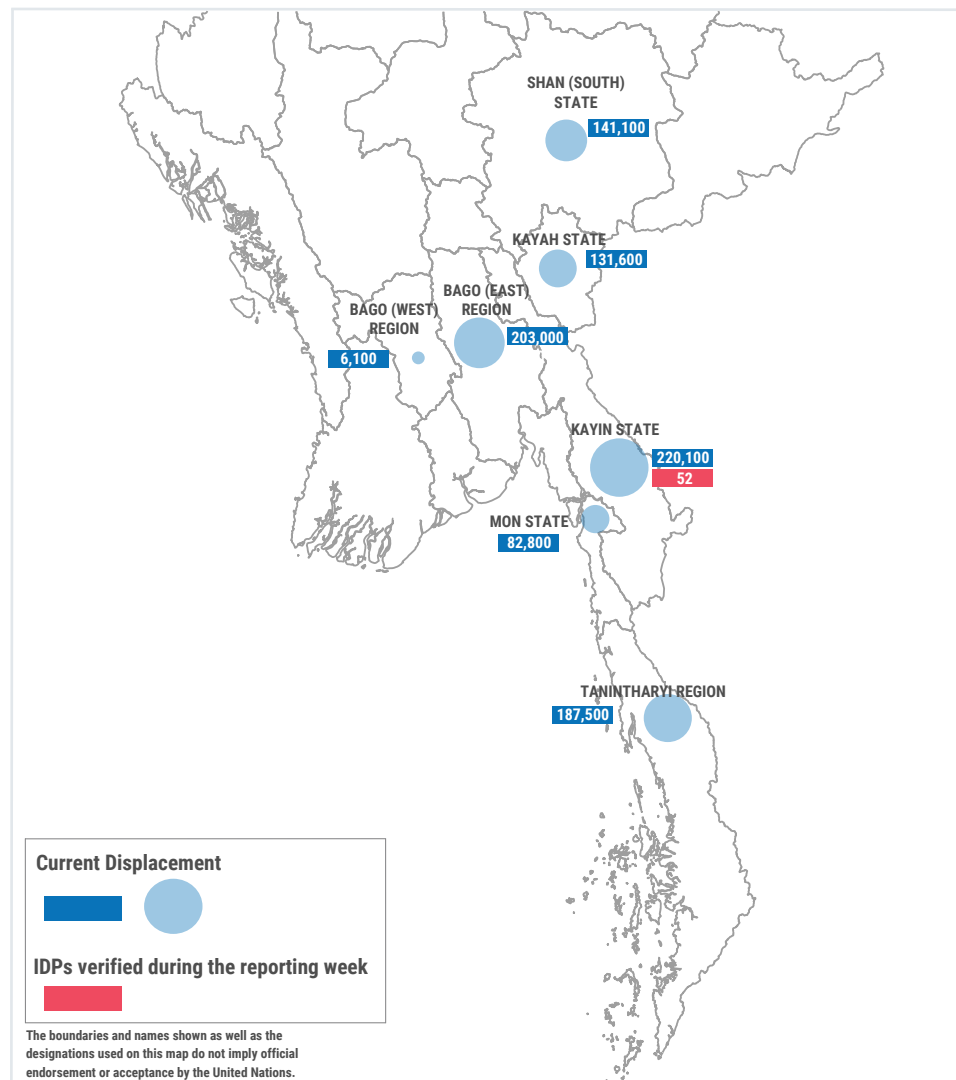 SHAN (SOUTH)
STATE
141,100
KAYAH STATE
131,600
BAGO (EAST)
REGION
203,000
BAGO (WEST)
REGION
6,100
KAYIN STATE
220,100
52
MON STATE
82,800
TANINTHARYI REGION
187,500
Current Displacement
IDPs verified during the reporting week
The boundaries and names shown as well as the
designations used on this map do not imply official
endorsement or acceptance by the United Nations.